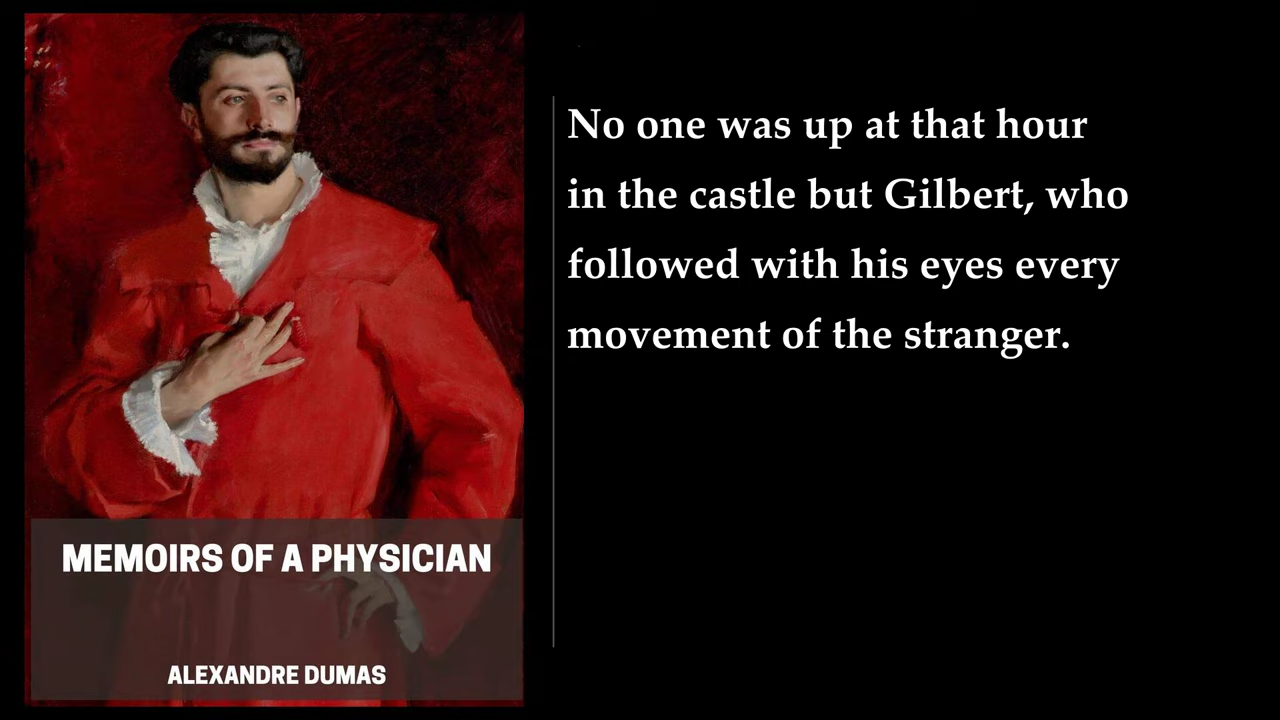 MEMOIRS OF A PHYSICIAN
ALEXANDRE DUMAS
No one was up at that hour
in the castle but Gilbert, who
followed with his eyes every
movement of the stranger.